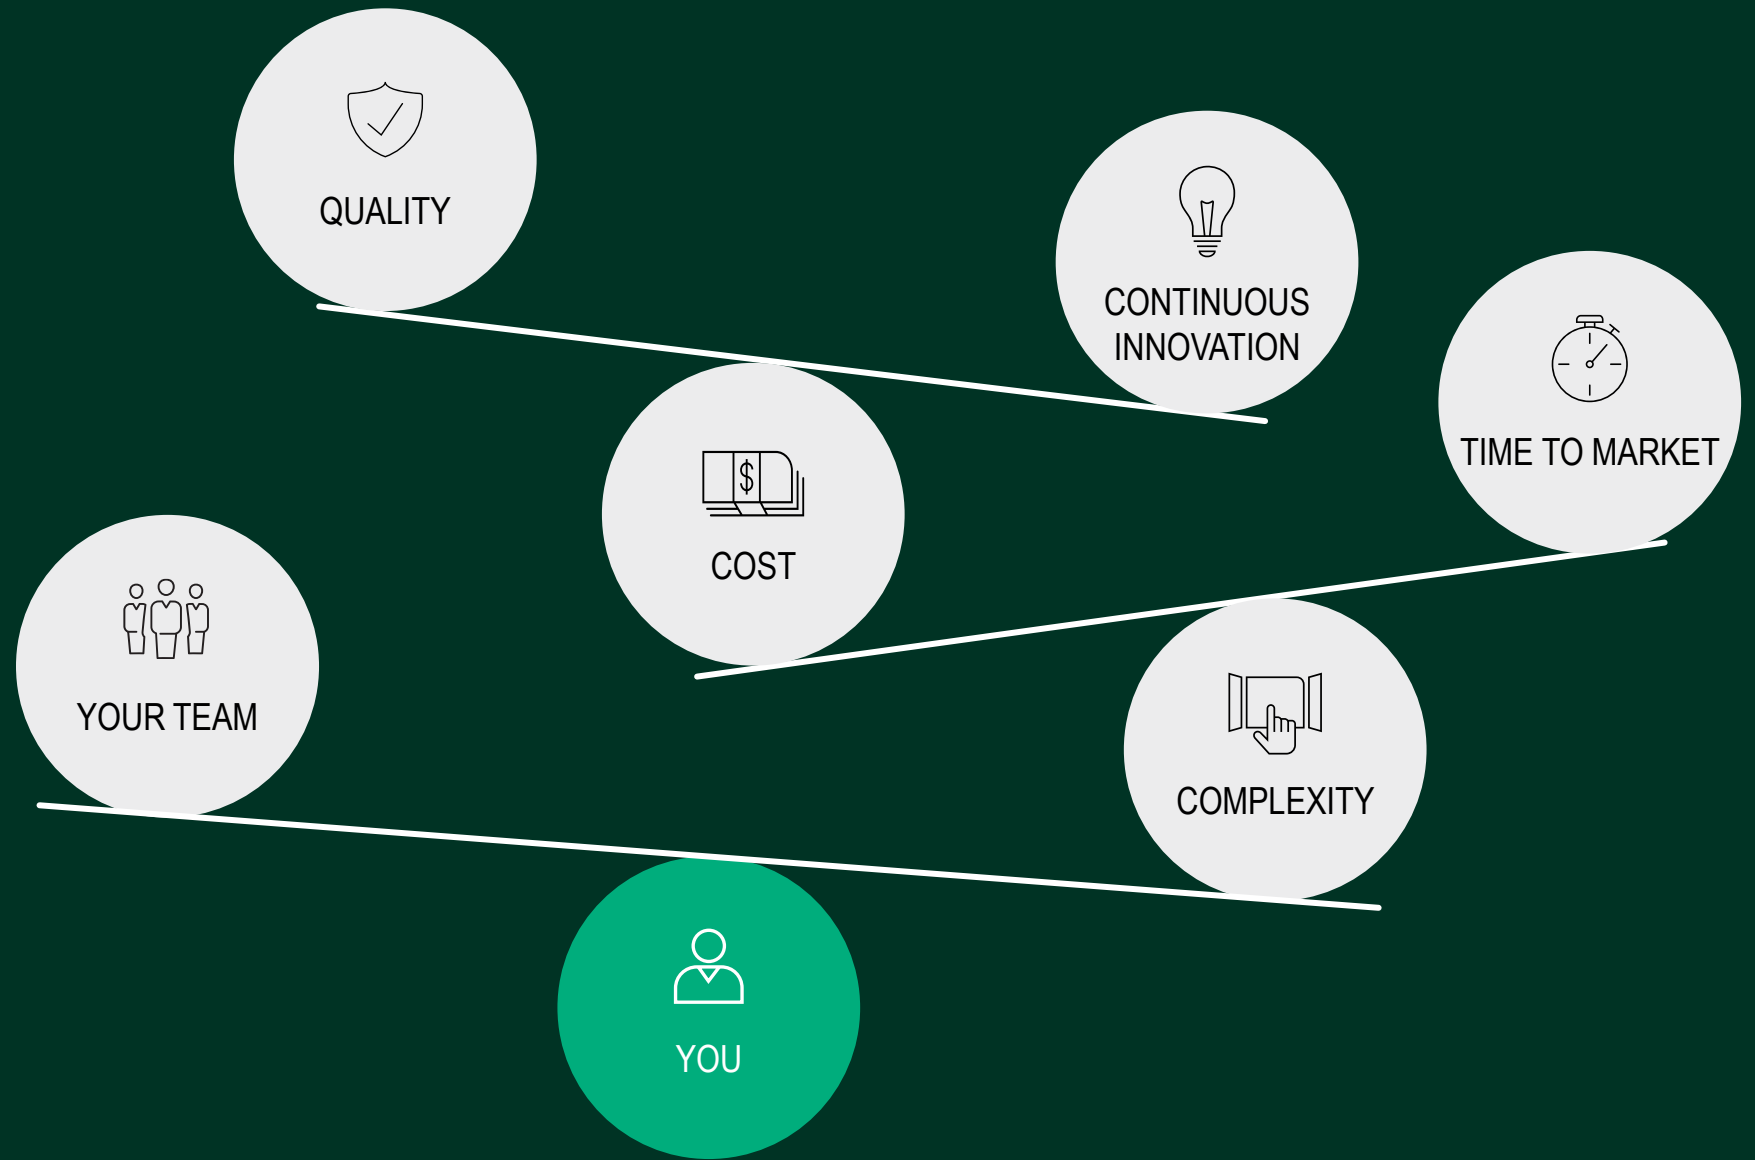 QUALITY
CONTINUOUS
INNOVATION
TIME TO MARKET
$
COST
YOUR TEAM
COMPLEXITY
YOU